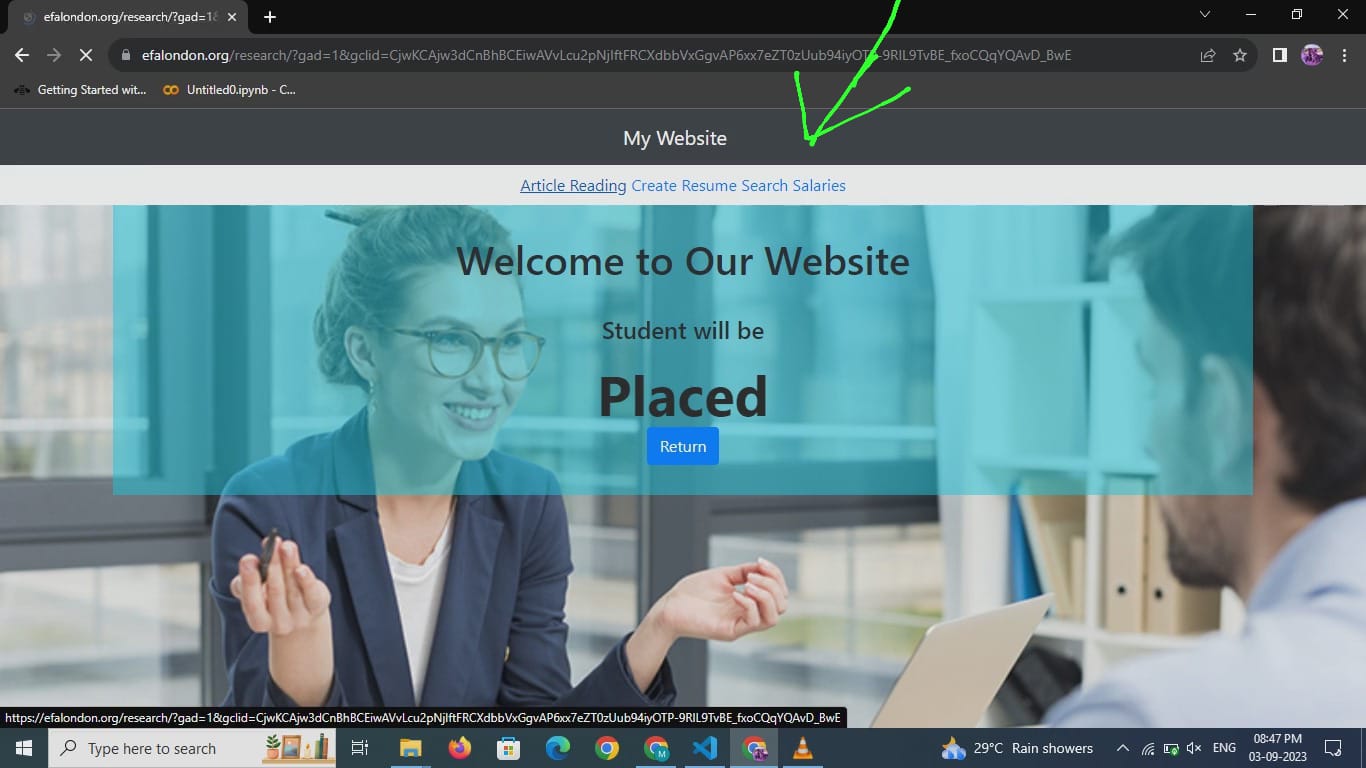 efalondon.org/research/?gad=1&
efalondon.org/research/?gad=1&gclid=CjwKCAjw3dCnBhBCEiwAVvLcu2pNjIftFRCXdbbVxGgvAP6xx7eZT0zUub94iyOTP-9RIL9TvBE_fxoCQqYQAvD_BwE
Getting Started wit... Untitled0.ipynb - C...
My Website
Article Reading Create Resume Search Salaries
Welcome to Our Website
Student will be
Placed
Return
https://efalondon.org/research/?gad=1&gclid=CjwKCAjw3dCnBhBCEiwAVvLcu2pNjIftFRCXdbbVxGgvAP6xx7eZT0zUub94iyOTP-9RIL9TvBE_fxoCQqYQAvD_BwE
Type here to search
29°C Rain showers
ENG
08:47 PM
03-09-2023